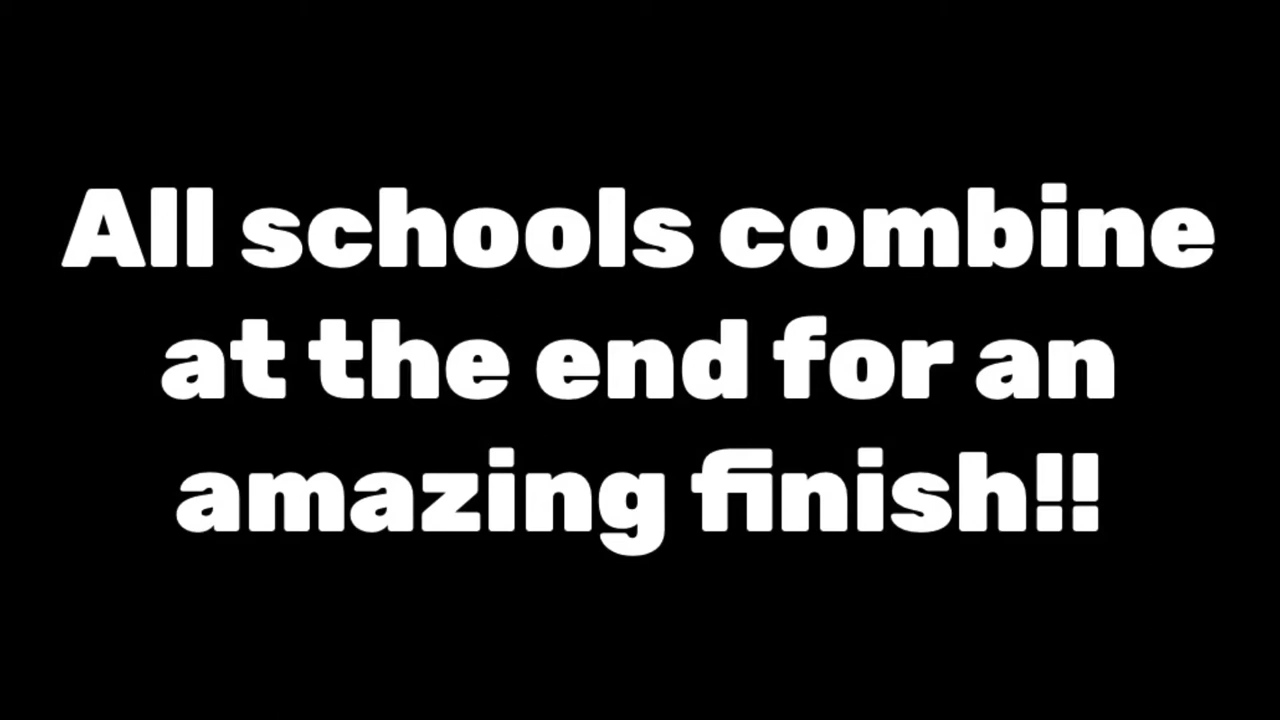 All schools combine
at the end for an
amazing finish!!